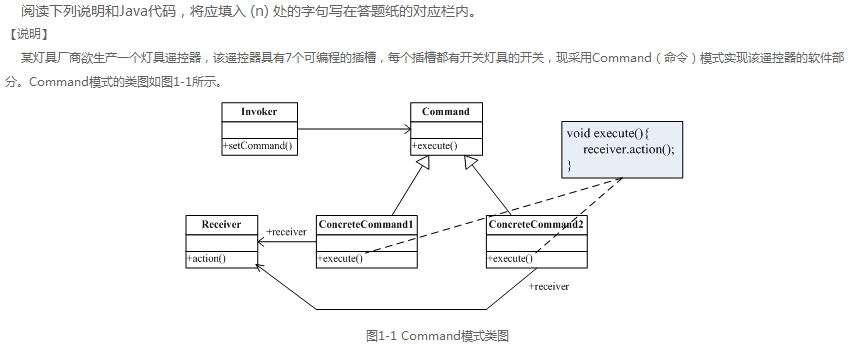 阅读下列说明和Java代码，将应填入 (n) 处的字句写在答题纸的对应栏内。
【说明】
某灯具厂商欲生产一个灯具遥控器，该遥控器具有7个可编程的插槽，每个插槽都有开关灯具的开关，现采用Command（命令）模式实现该遥控器的软件部
分。Command模式的类图如图1-1所示。
Invoker
+setCommand()
Command
+execute()
void execute(){
receiver.action();
}
Receiver
+action()
+receiver
ConcreteCommand1
+execute()
ConcreteCommand2
+execute()
+receiver
图1-1 Command模式类图